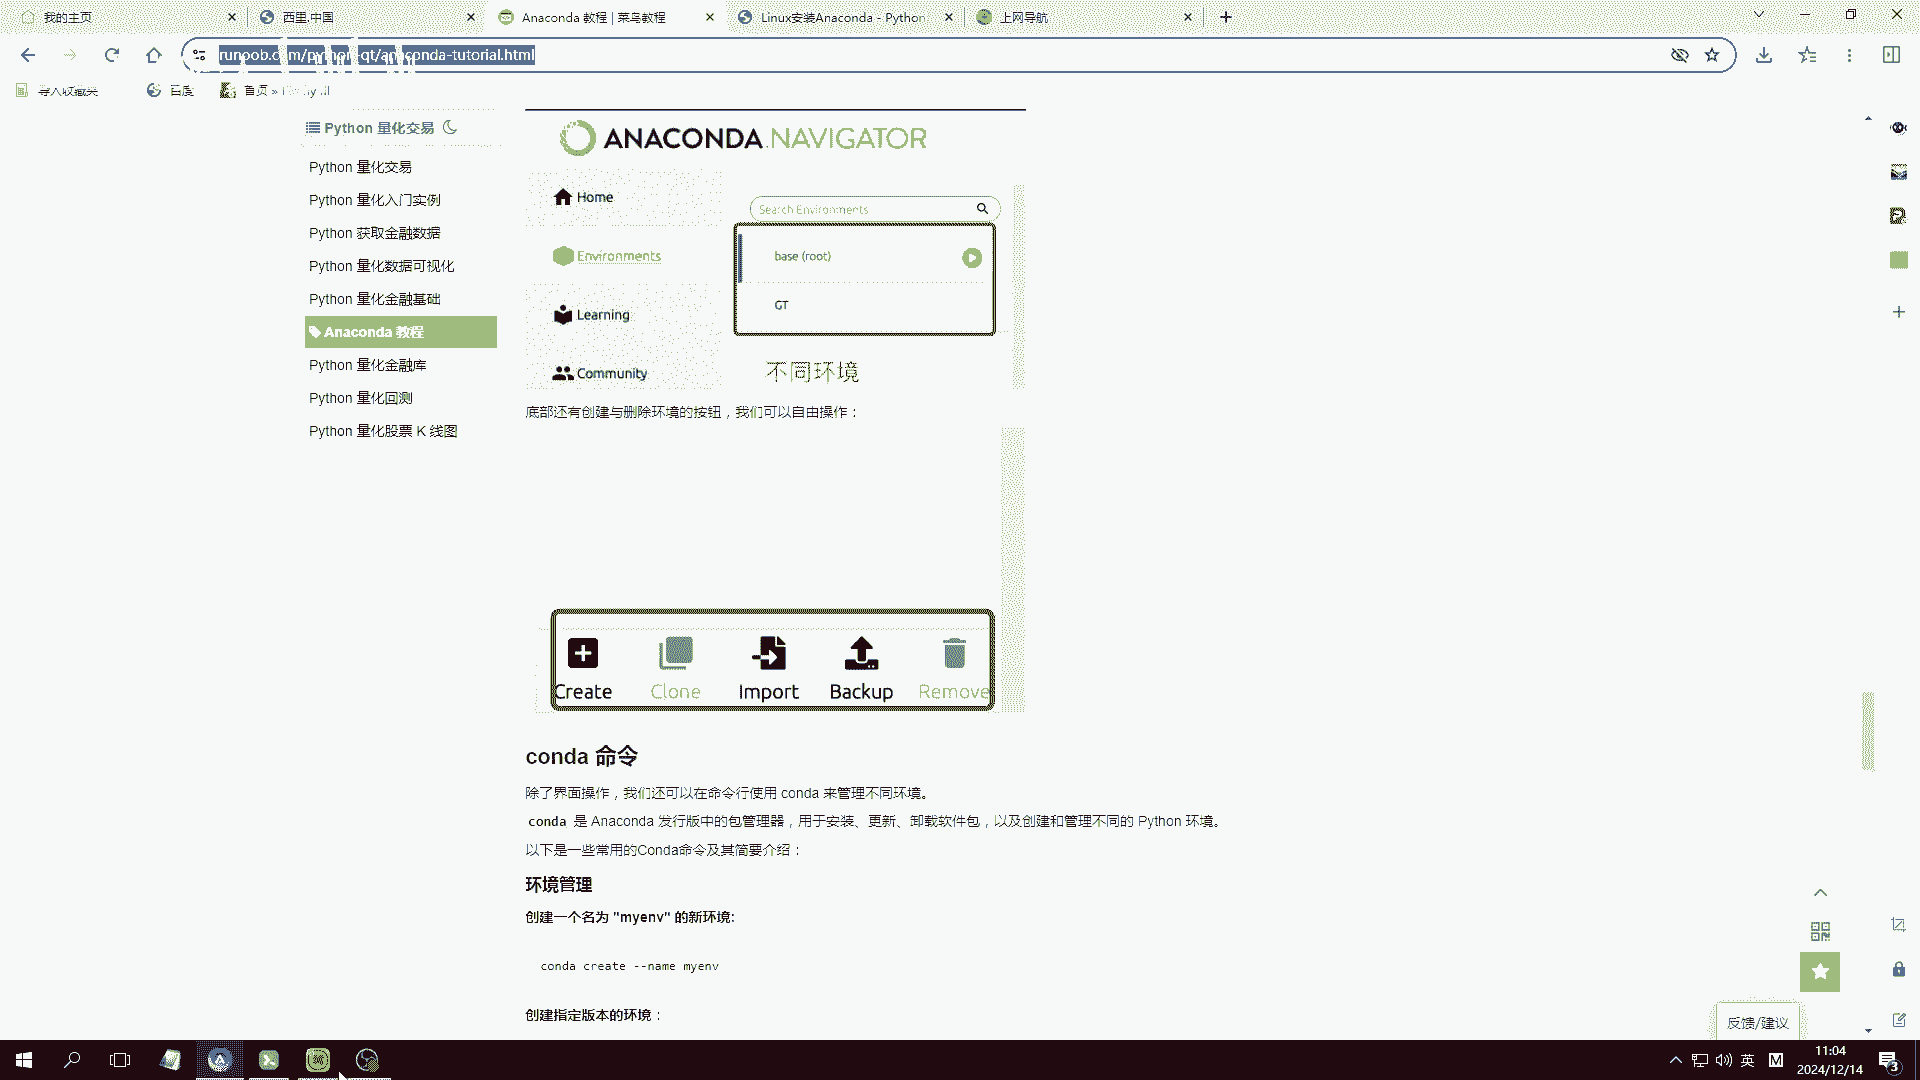 我的主页
西里.中国
Anaconda 教程 | 菜鸟教程
Linux安装Anaconda - Python
上网导航
runoob.com/python-qt/anaconda-tutorial.html
导入收藏夹
百度
首页 »
Python 量化交易
Python 量化交易
Python 量化入门实例
Python 获取金融数据
Python 量化数据可视化
Python 量化金融基础
Anaconda 教程
Python 量化金融库
Python 量化回测
Python 量化股票 K 线图
ANACONDA.NAVIGATOR
Home
Search Environments
Environments
base (root)
GT
Learning
Community
不同环境
底部还有创建与删除环境的按钮，我们可以自由操作：
Create
Clone
Import
Backup
Remove
conda 命令
除了界面操作，我们还可以在命令行使用 conda 来管理不同环境。
conda 是 Anaconda 发行版中的包管理器，用于安装、更新、卸载软件包，以及创建和管理不同的 Python 环境。
以下是一些常用的Conda命令及其简要介绍：
环境管理
创建一个名为 "myenv" 的新环境:
conda create --name myenv
创建指定版本的环境：
反馈/建议
英
M
11:04
2024/12/14
3